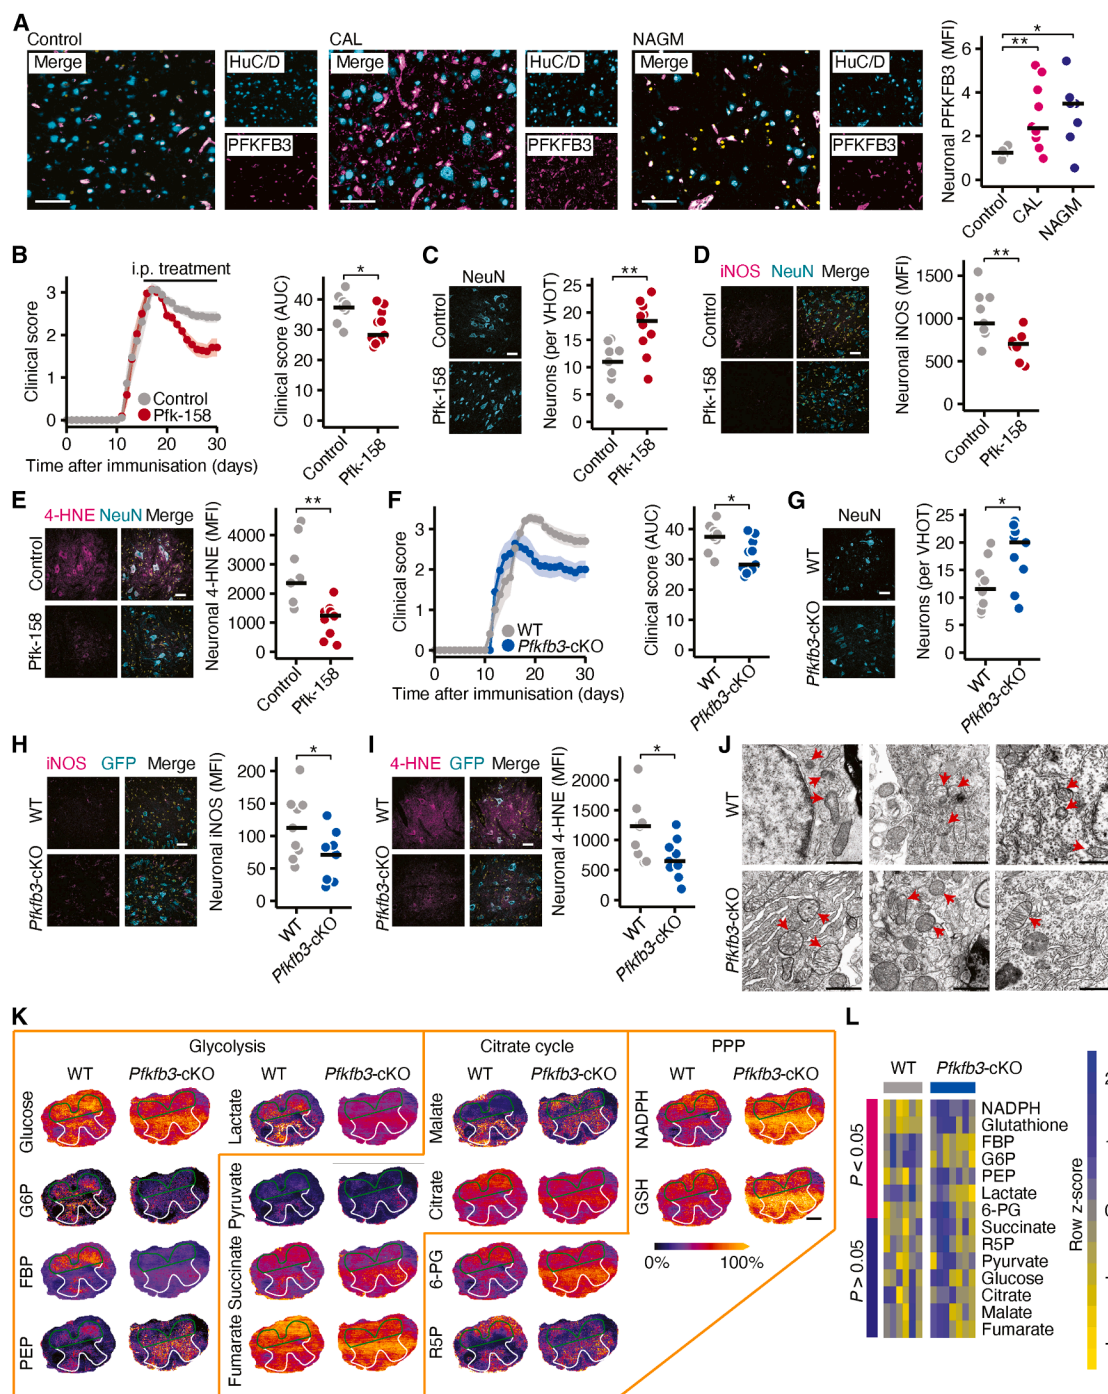 A
Control
Merge
HuC/D
PFKFB3
CAL
Merge
HuC/D
PFKFB3
NAGM
Merge
HuC/D
PFKFB3
Neuronal PFKFB3 (MFI)
6
4
2
0
* 
**
Control
CAL
NAGM
B
i.p. treatment
Clinical score
3
2
1
0
Control
Pfk-158
0 10 20 30
Time after immunisation (days)
Clinical score (AUC)
40
30
20
10
0
*
Control
Pfk-158
C
NeuN
Control
Pfk-158
Neurons (per VHOT)
25
20
15
10
5
0
**
Control
Pfk-158
D
iNOS NeuN Merge
Control
Pfk-158
Neuronal iNOS (MFI)
1500
1000
500
0
**
Control
Pfk-158
E
4-HNE NeuN Merge
Control
Pfk-158
Neuronal 4-HNE (MFI)
4000
3000
2000
1000
0
**
Control
Pfk-158
F
Clinical score
3
2
1
0
WT
Pfkfb3-cKO
0 10 20 30
Time after immunisation (days)
Clinical score (AUC)
40
30
20
10
0
*
WT
Pfkfb3-cKO
G
NeuN
WT
Pfkfb3-cKO
Neurons (per VHOT)
25
20
15
10
5
0
*
WT
Pfkfb3-cKO
H
iNOS GFP Merge
WT
Pfkfb3-cKO
Neuronal iNOS (MFI)
200
150
100
50
0
*
WT
Pfkfb3-cKO
I
4-HNE GFP Merge
WT
Pfkfb3-cKO
Neuronal 4-HNE (MFI)
2000
1500
1000
500
0
*
WT
Pfkfb3-cKO
J
WT
Pfkfb3-cKO
K
Glycolysis
Citrate cycle
PPP
WT Pfkfb3-cKO WT Pfkfb3-cKO WT Pfkfb3-cKO WT Pfkfb3-cKO
Glucose
Lactate
Malate
NADPH
G6P
Pyruvate
Citrate
GSH
FBP
Succinate
6-PG
0% 100%
PEP
Fumarate
R5P
L
WT Pfkfb3-cKO
P < 0.05
P > 0.05
NADPH
Glutathione
FBP
G6P
PEP
Lactate
6-PG
Succinate
R5P
Pyurvate
Glucose
Citrate
Malate
Fumarate
Row z-score